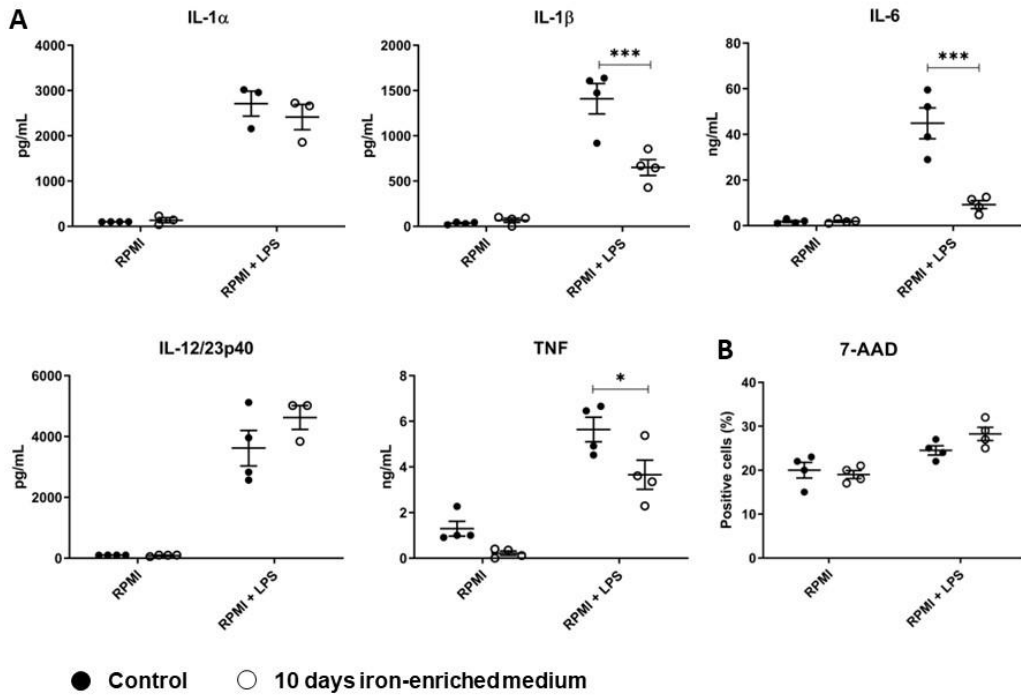 A
IL-1α
pg/mL
4000
3000
2000
1000
0
RPMI
RPMI + LPS
IL-1β
pg/mL
2000
1500
1000
500
0
***
RPMI
RPMI + LPS
IL-6
ng/mL
80
60
40
20
0
***
RPMI
RPMI + LPS
IL-12/23p40
pg/mL
6000
4000
2000
0
RPMI
RPMI + LPS
TNF
ng/mL
8
6
4
2
0
*
RPMI
RPMI + LPS
B
7-AAD
Positive cells (%)
40
30
20
10
0
RPMI
RPMI + LPS
Control
10 days iron-enriched medium